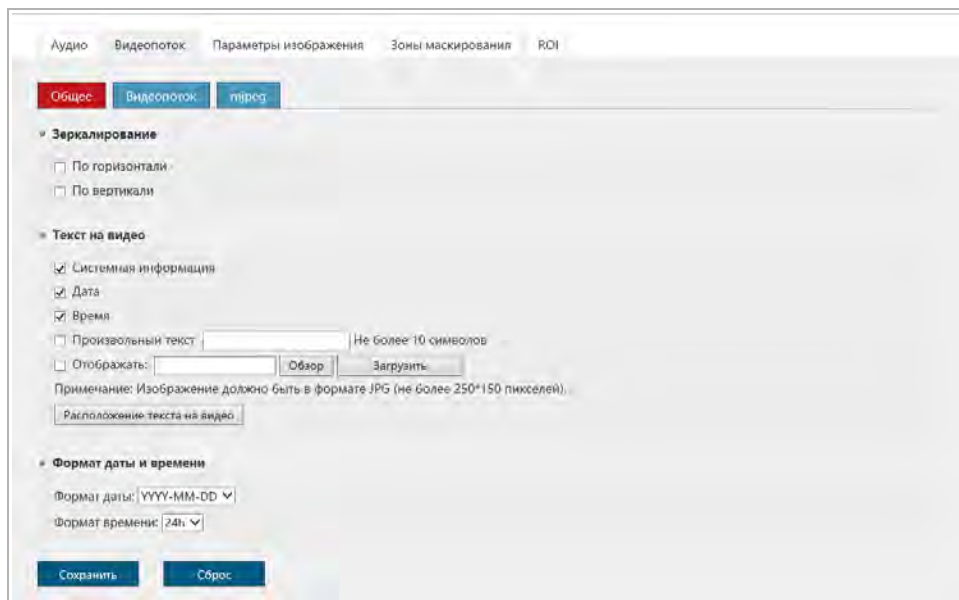 Аудио Видеопоток Параметры изображения Зоны маскирования ROI
Общее Видеопоток mjpeg
Зеркалирование
По горизонтали
По вертикали
Текст на видео
Системная информация
Дата
Время
Произвольный текст Не более 10 символов
Отображать: Обзор Загрузить
Примечание: Изображение должно быть в формате JPG (не более 250*150 пикселей).
Расположение текста на видео
Формат даты и времени
Формат даты: YYYY-MM-DD
Формат времени: 24h
Сохранить Сброс